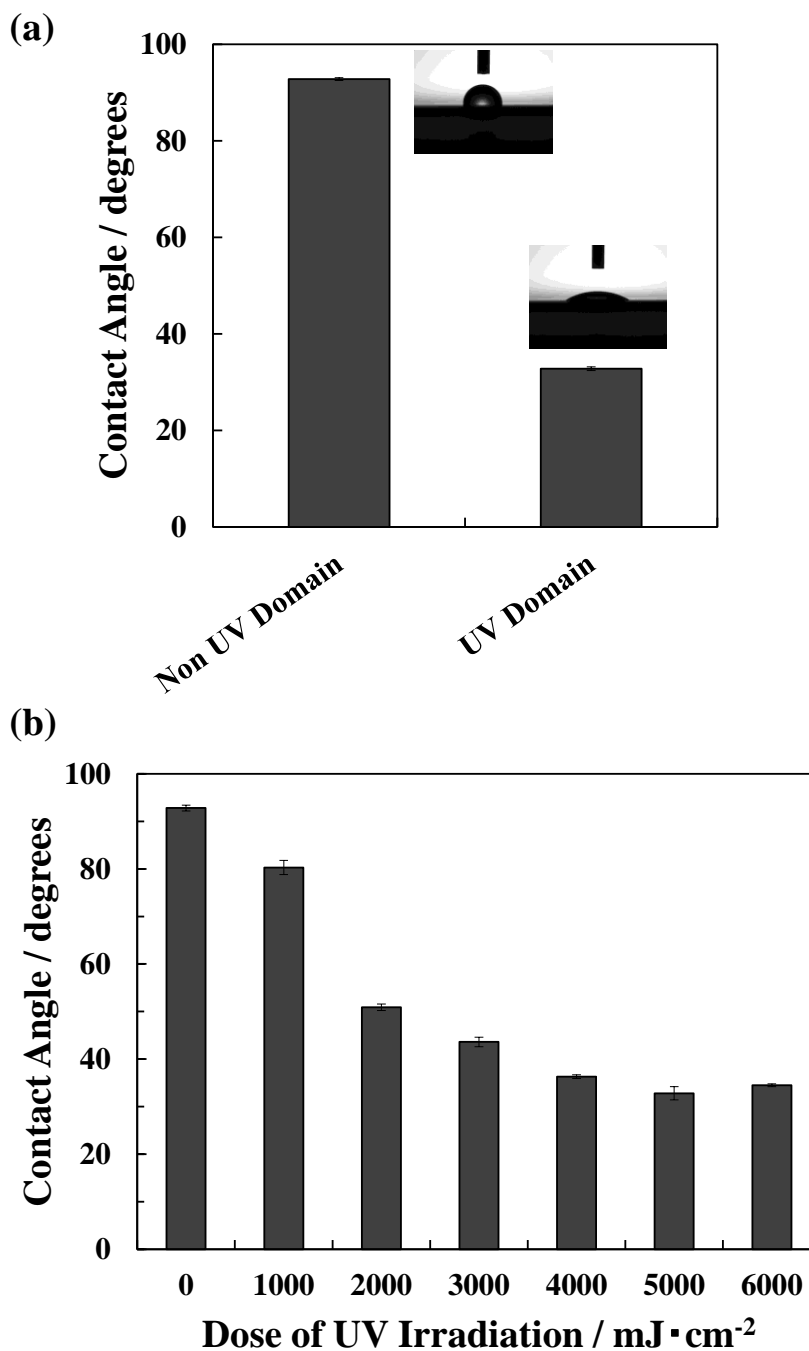 (a)
100
80
60
40
20
0
Contact Angle / degrees
Non UV Domain
UV Domain
(b)
100
80
60
40
20
0
Contact Angle / degrees
0 1000 2000 3000 4000 5000 6000
Dose of UV Irradiation / mJ・cm⁻²